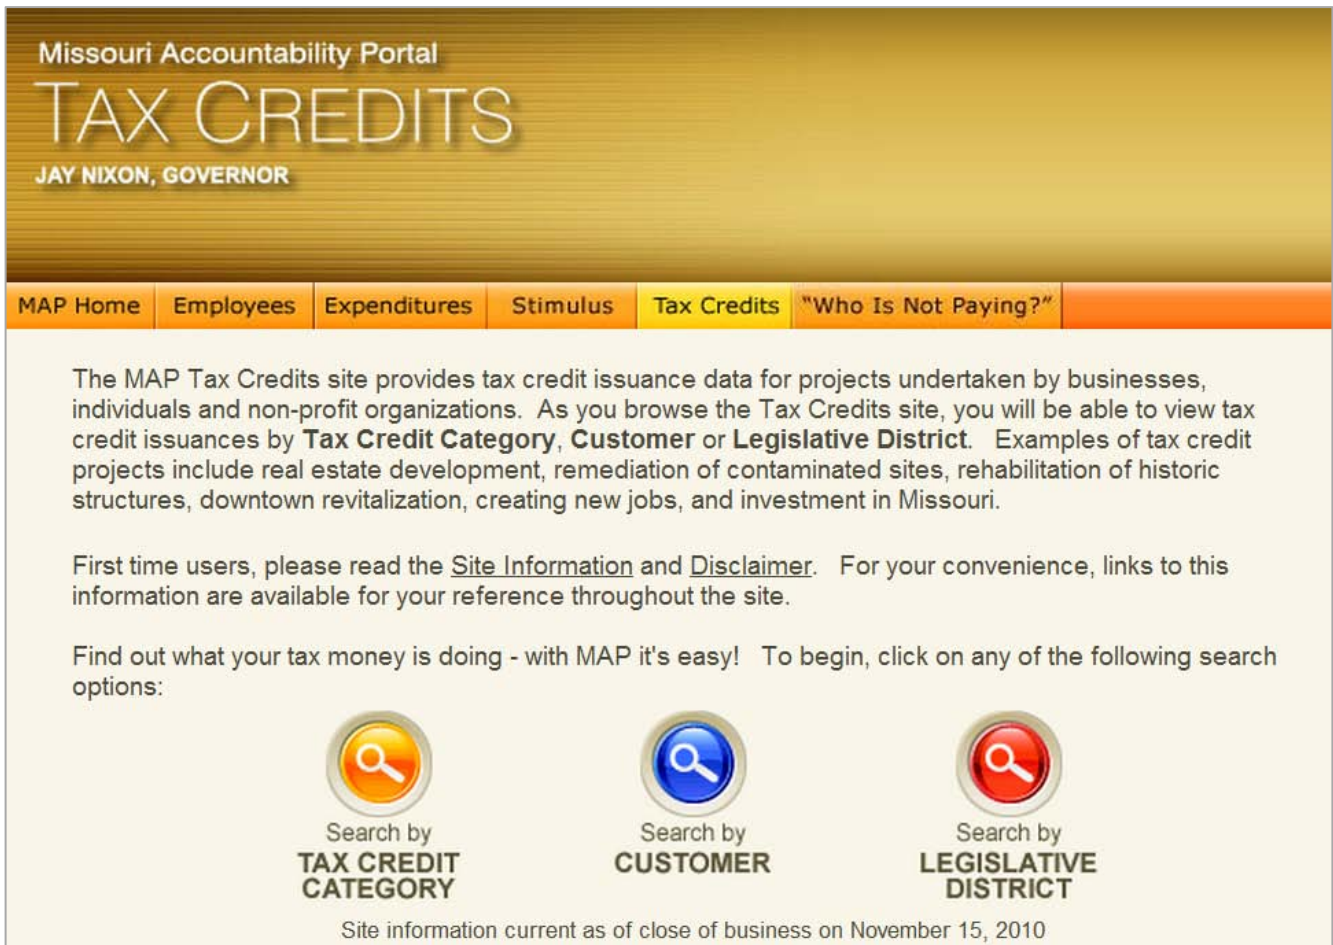 Missouri Accountability Portal
TAX CREDITS
JAY NIXON, GOVERNOR
MAP Home Employees Expenditures Stimulus Tax Credits "Who Is Not Paying?"
The MAP Tax Credits site provides tax credit issuance data for projects undertaken by businesses,
individuals and non-profit organizations. As you browse the Tax Credits site, you will be able to view tax
credit issuances by Tax Credit Category, Customer or Legislative District. Examples of tax credit
projects include real estate development, remediation of contaminated sites, rehabilitation of historic
structures, downtown revitalization, creating new jobs, and investment in Missouri.
First time users, please read the Site Information and Disclaimer. For your convenience, links to this
information are available for your reference throughout the site.
Find out what your tax money is doing - with MAP it's easy! To begin, click on any of the following search
options:
Search by
TAX CREDIT
CATEGORY
Search by
CUSTOMER
Search by
LEGISLATIVE
DISTRICT
Site information current as of close of business on November 15, 2010